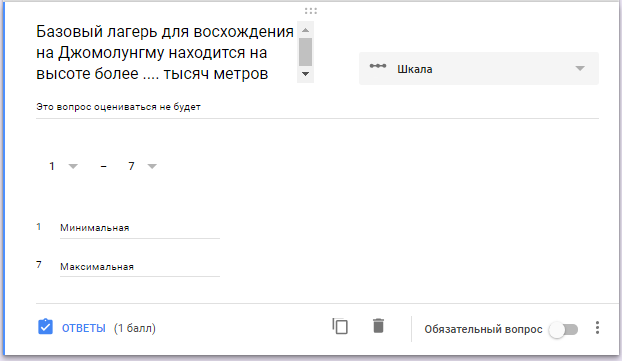 Базовый лагерь для восхождения
на Джомолунгму находится на
высоте более .... тысяч метров
Шкала
Это вопрос оцениваться не будет
1 – 7
1 Минимальная
7 Максимальная
ОТВЕТЫ (1 балл) Обязательный вопрос